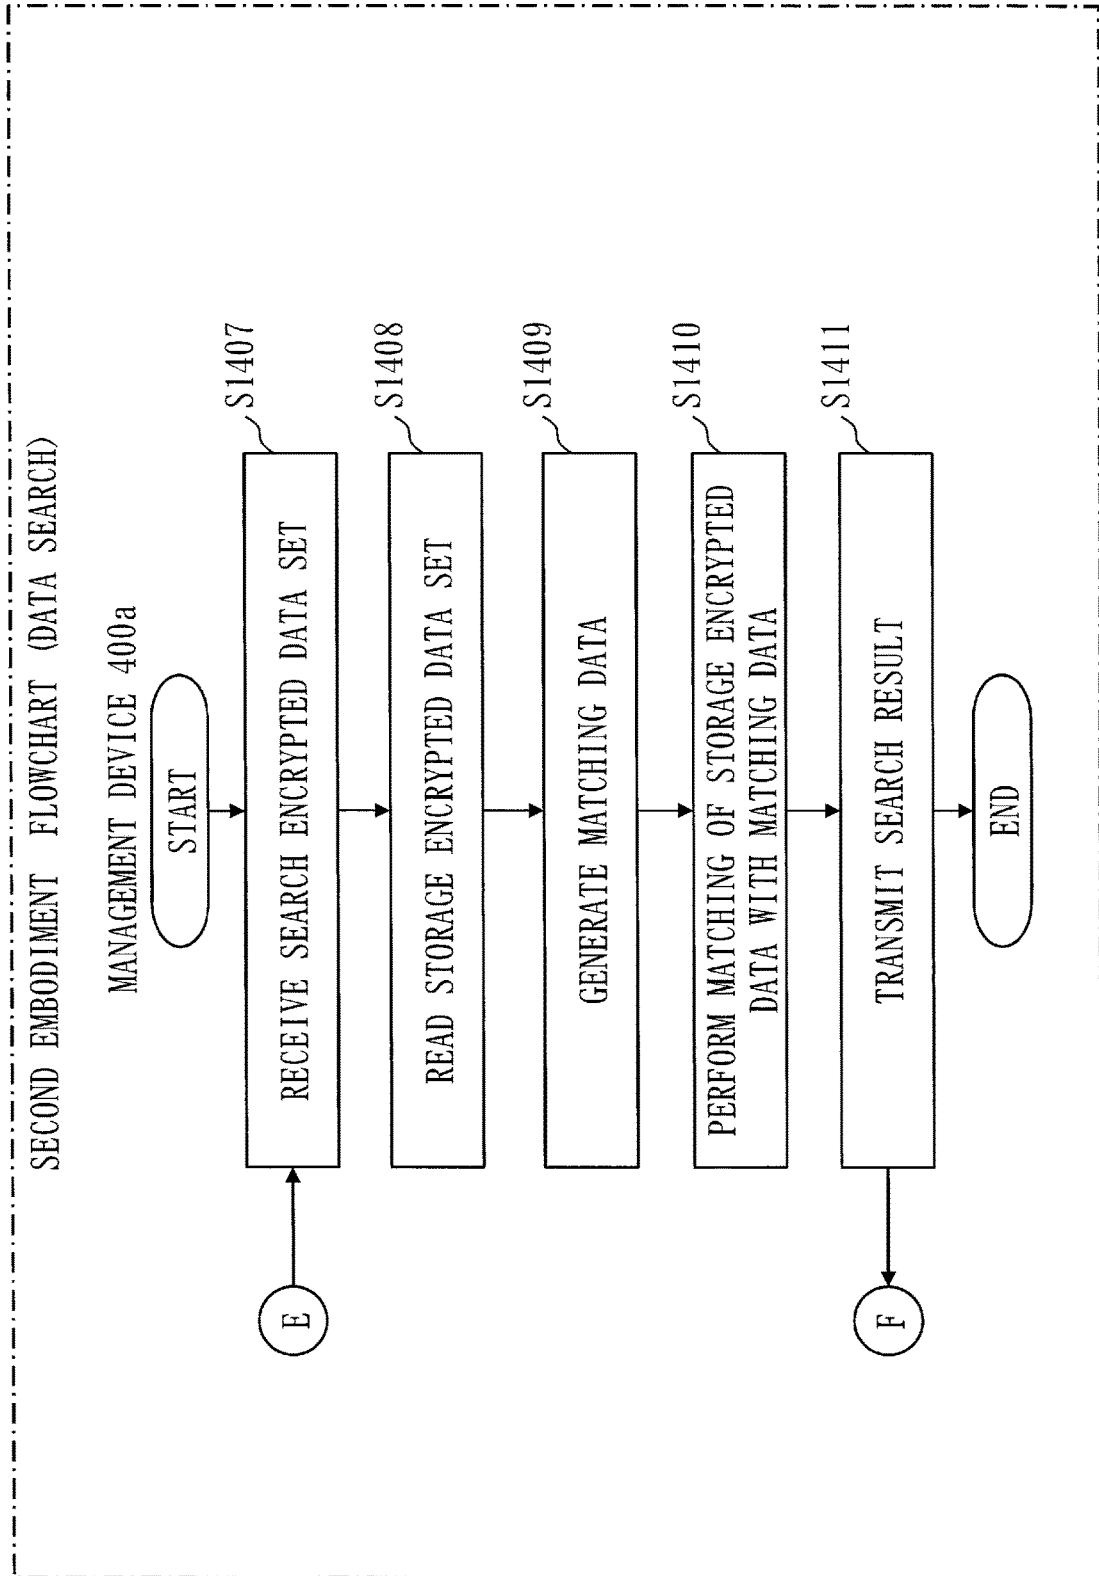 SECOND EMBODIMENT FLOWCHART (DATA SEARCH)
MANAGEMENT DEVICE 400a
START
S1407
RECEIVE SEARCH ENCRYPTED DATA SET
E
S1408
READ STORAGE ENCRYPTED DATA SET
S1409
GENERATE MATCHING DATA
S1410
PERFORM MATCHING OF STORAGE ENCRYPTED
DATA WITH MATCHING DATA
S1411
TRANSMIT SEARCH RESULT
F
END